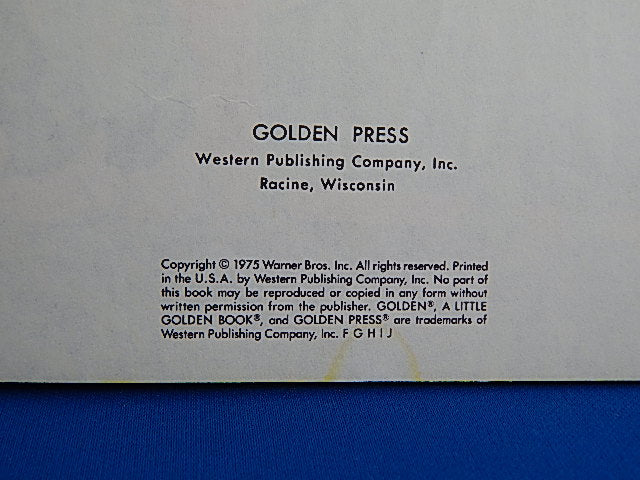 GOLDEN PRESS
Western Publishing Company, Inc.
Racine, Wisconsin
Copyright © 1975 Warner Bros. Inc. All rights reserved. Printed
in the U.S.A. by Western Publishing Company, Inc. No part of
this book may be reproduced or copied in any form without
written permission from the publisher. GOLDEN®, A LITTLE
GOLDEN BOOK®, and GOLDEN PRESS® are trademarks of
Western Publishing Company, Inc. F G H I J